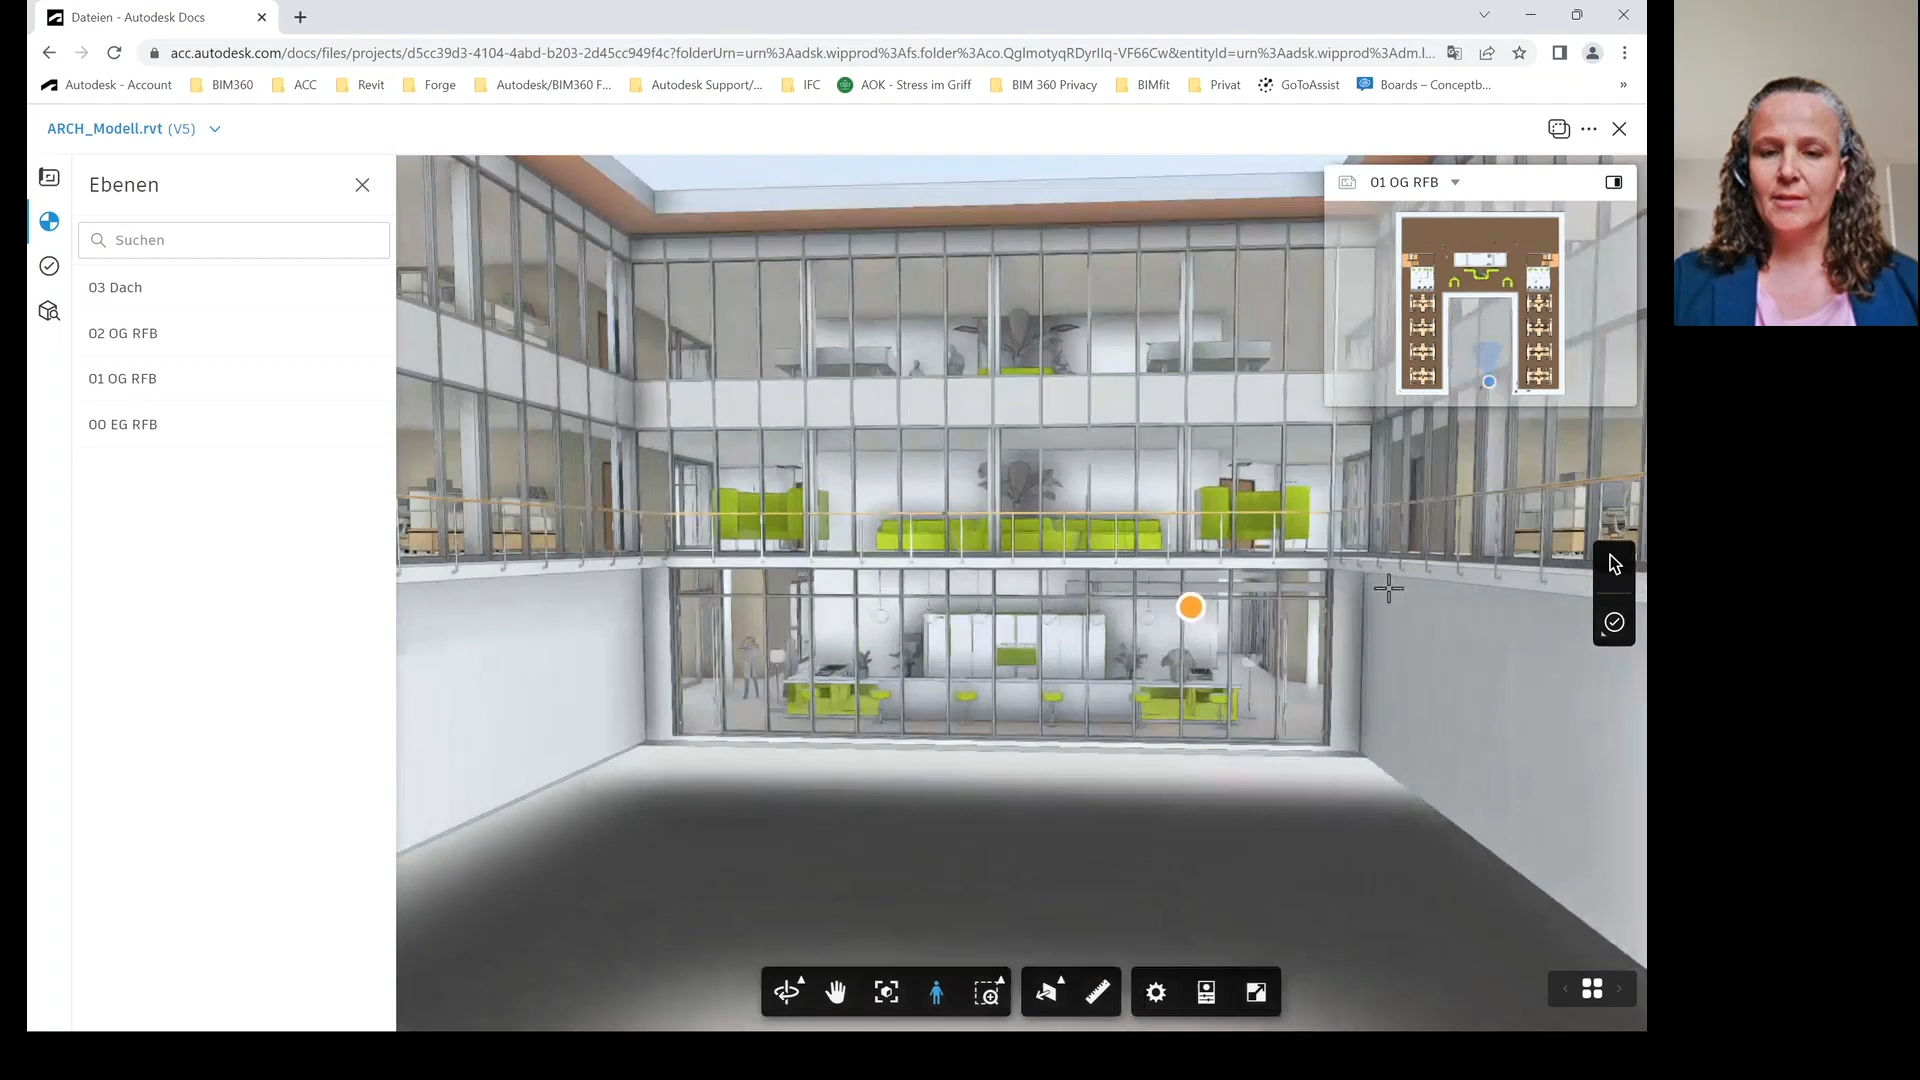 Dateien - Autodesk Docs
acc.autodesk.com/docs/files/projects/d5cc39d3-4104-4abd-b203-2d45cc949f4c?folderUrn=urn%3Aadsk.wipprod%3Afs.folder%3Aco.QgImotyqRDyrIIq-VF66Cw&entityId=urn%3Aadsk.wipprod%3Adm.l...
Autodesk - Account BIM360 ACC Revit Forge Autodesk/BIM360 F... Autodesk Support/... IFC AOK - Stress im Griff BIM 360 Privacy BIMfit Privat GoToAssist Boards – Conceptb... »
ARCH_Modell.rvt (V5)
Ebenen
01 OG RFB
Suchen
03 Dach
02 OG RFB
01 OG RFB
00 EG RFB